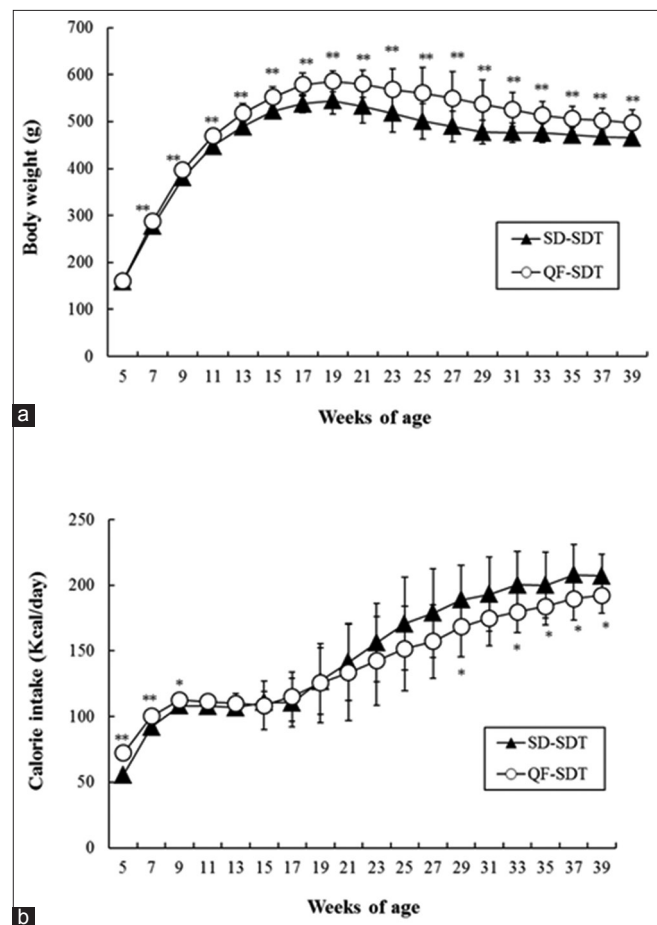 700
600
500
400
300
200
100
0
Body weight (g)
** ** ** ** ** ** ** ** ** ** ** ** ** ** ** ** **
SD-SDT
QF-SDT
5 7 9 11 13 15 17 19 21 23 25 27 29 31 33 35 37 39
Weeks of age
a
250
200
150
100
50
0
Calorie intake (Kcal/day)
** ** * * * * * *
SD-SDT
QF-SDT
5 7 9 11 13 15 17 19 21 23 25 27 29 31 33 35 37 39
Weeks of age
b